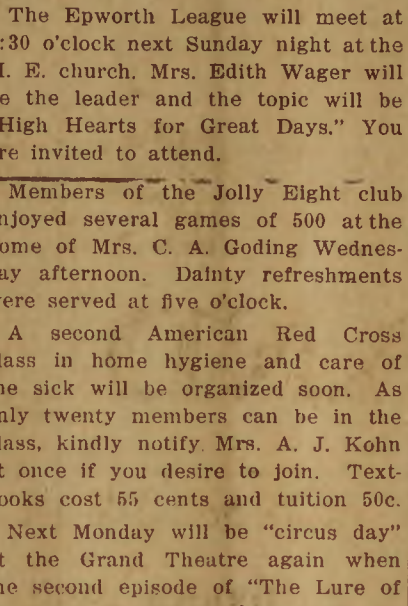 The Epworth League will meet at
:30 o'clock next Sunday night at the
I. E. church. Mrs. Edith Wager will
e the leader and the topic will be
High Hearts for Great Days." You
re invited to attend.
Members of the Jolly Eight club
njoyed several games of 500 at the
ome of Mrs. C. A. Goding Wednes-
ay afternoon. Dainty refreshments
were served at five o'clock.
A second American Red Cross
lass in home hygiene and care of
he sick will be organized soon. As
nly twenty members can be in the
lass, kindly notify Mrs. A. J. Kohn
t once if you desire to join. Text-
ooks cost 55 cents and tuition 50c.
Next Monday will be "circus day"
t the Grand Theatre again when
he second episode of "The Lure of